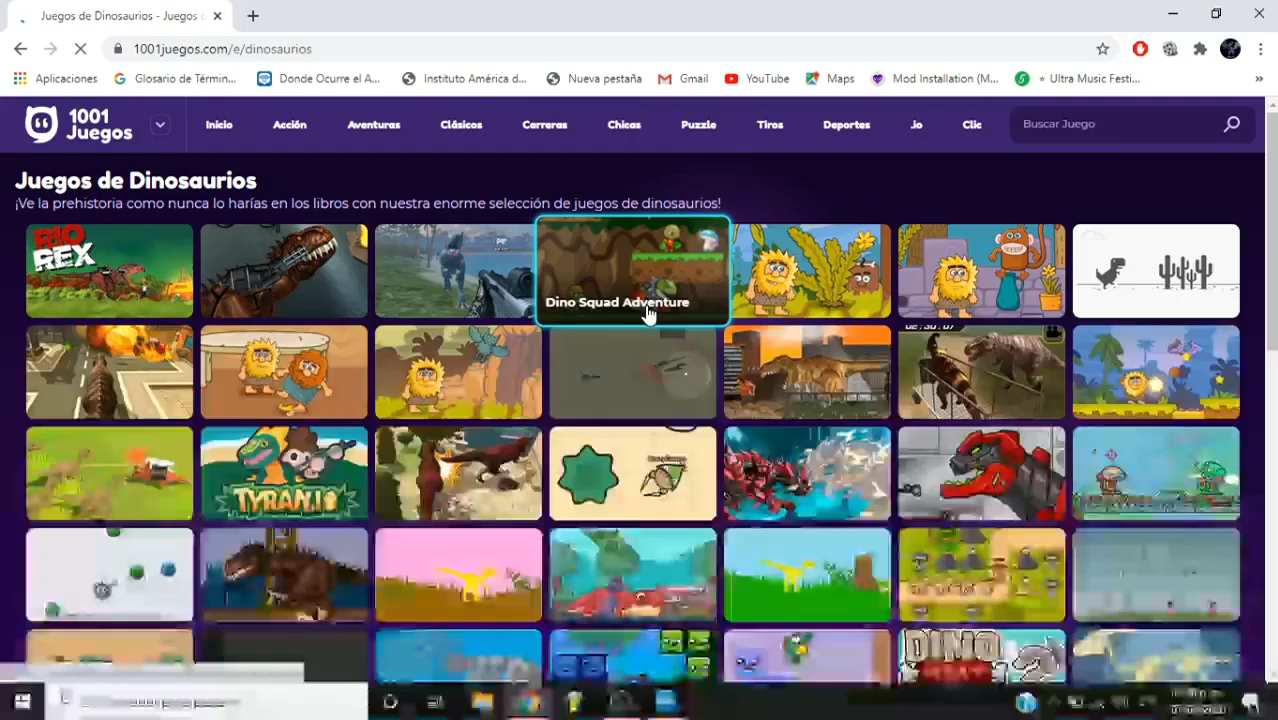 Juegos de Dinosaurios - Juegos
1001juegos.com/e/dinosaurios
Aplicaciones
Glosario de Términ...
Donde Ocurre el A...
Instituto América d...
Nueva pestaña
Gmail
YouTube
Maps
Mod Installation (M...
Ultra Music Festi...
»
1001
Juegos
Inicio
Acción
Aventuras
Clásicos
Carreras
Chicas
Puzzle
Tiros
Deportes
.io
Clic
Buscar Juego
Juegos de Dinosaurios
¡Ve la prehistoria como nunca lo harías en los libros con nuestra enorme selección de juegos de dinosaurios!
RIO
REX
Dino Squad Adventure
TYRAN.IO
DINO